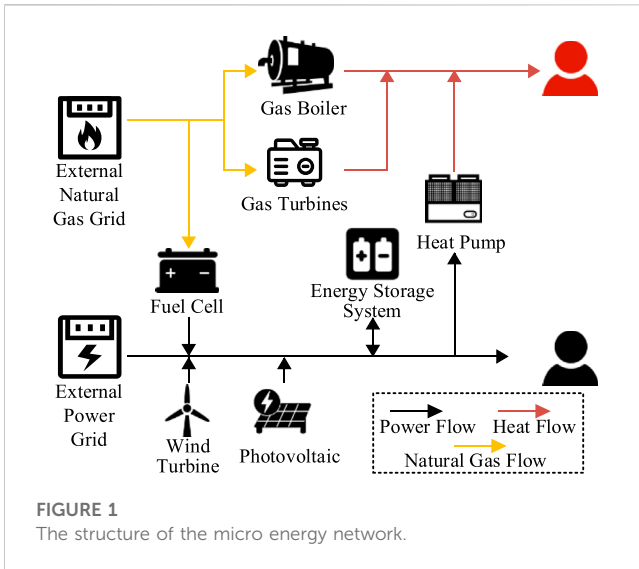 Gas Boiler
External
Natural
Gas Grid
Gas Turbines
Heat Pump
Fuel Cell
Energy Storage
System
External
Power
Grid
Wind
Turbine
Photovoltaic
Power Flow
Heat Flow
Natural Gas Flow
FIGURE 1
The structure of the micro energy network.